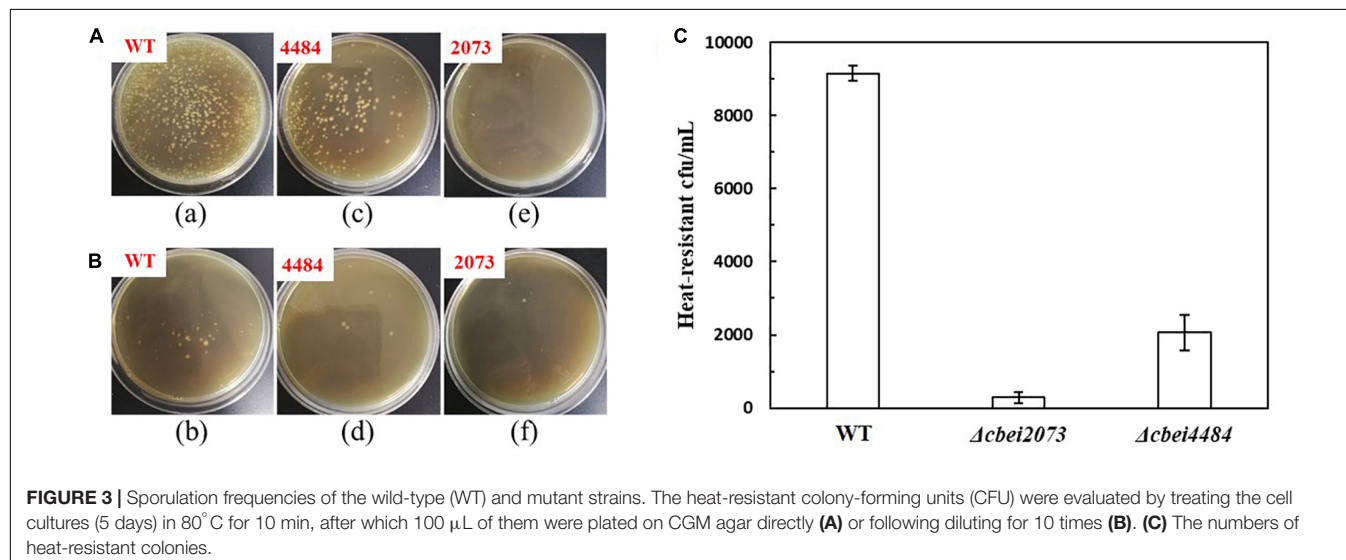 A
WT
4484
2073
(a)
(c)
(e)
B
WT
4484
2073
(b)
(d)
(f)
C
Heat-resistant cfu/mL
10000
8000
6000
4000
2000
0
WT
Δcbei2073
Δcbei4484
FIGURE 3 | Sporulation frequencies of the wild-type (WT) and mutant strains. The heat-resistant colony-forming units (CFU) were evaluated by treating the cell
cultures (5 days) in 80°C for 10 min, after which 100 μL of them were plated on CGM agar directly (A) or following diluting for 10 times (B). (C) The numbers of
heat-resistant colonies.